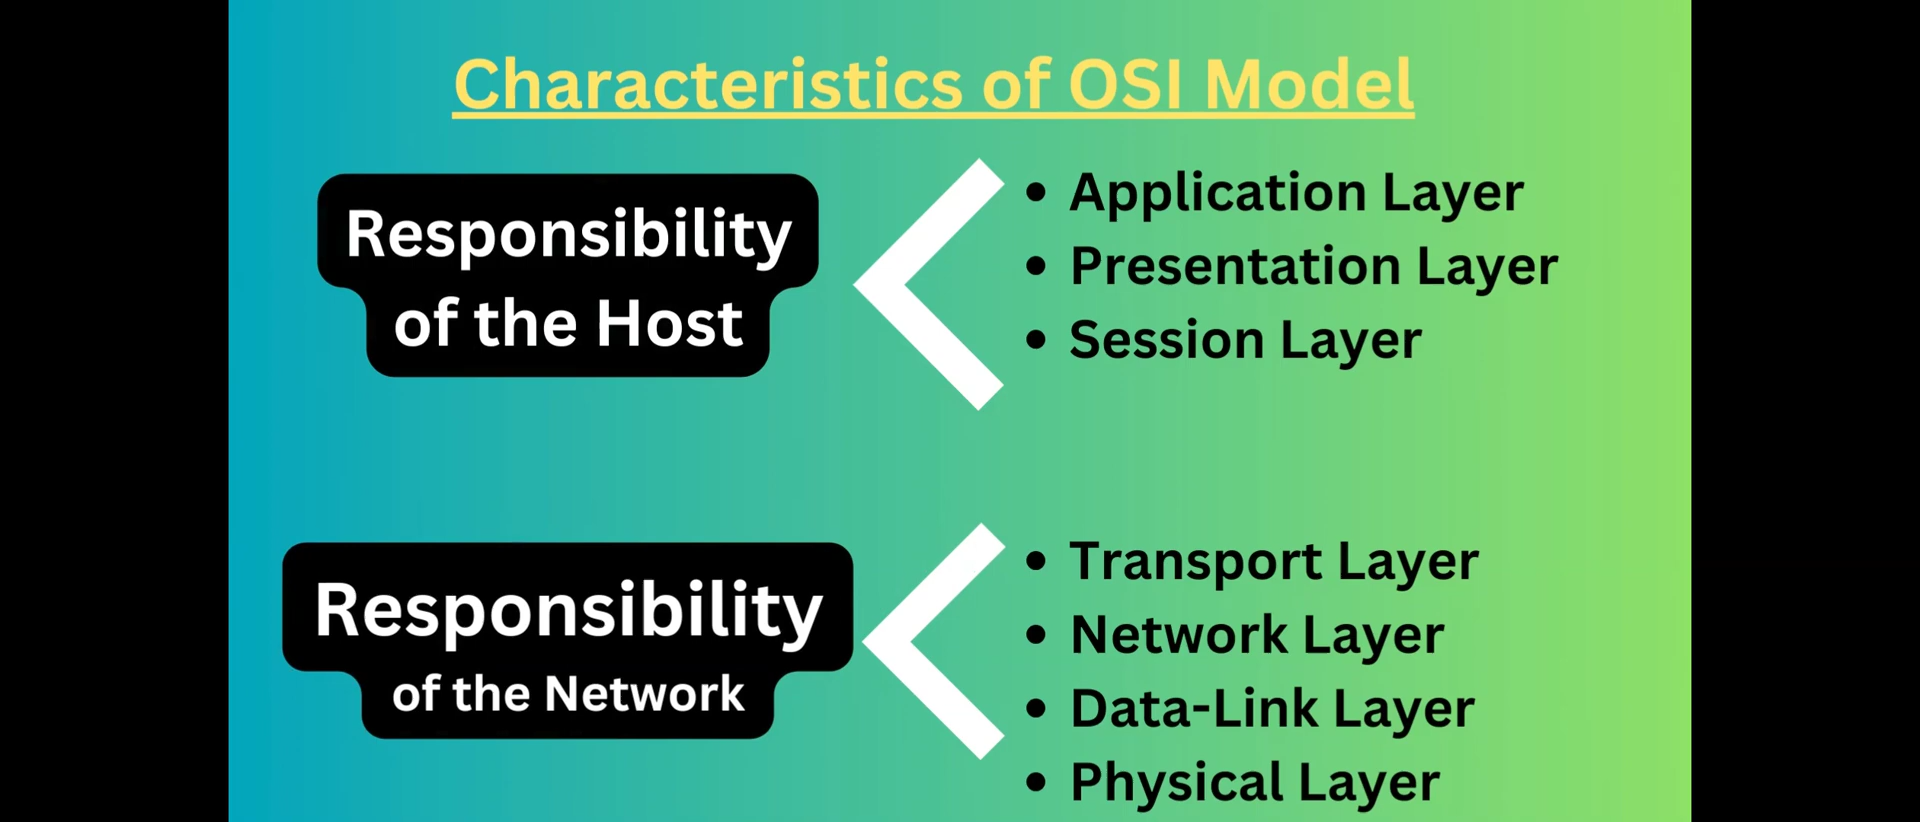 Characteristics of OSI Model
Responsibility
of the Host
• Application Layer
• Presentation Layer
• Session Layer
Responsibility
of the Network
• Transport Layer
• Network Layer
• Data-Link Layer
• Physical Layer